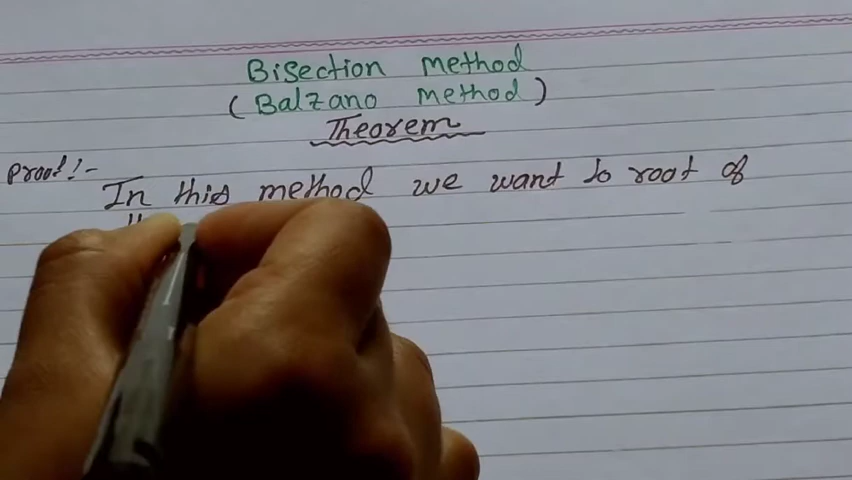 Bisection method
(Balzano method)
Theorem
Proof:-
In this method we want to root of